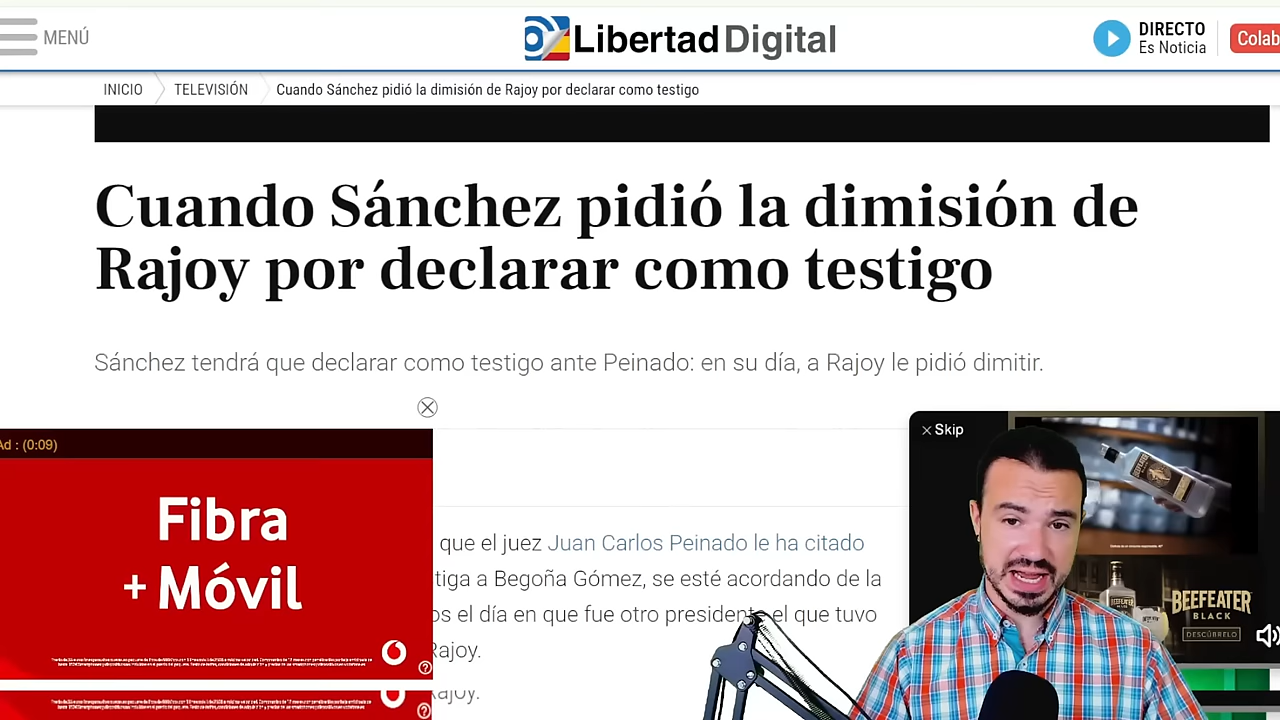 MENÚ
Libertad Digital
DIRECTO
Es Noticia
Colab
INICIO
TELEVISIÓN
Cuando Sánchez pidió la dimisión de Rajoy por declarar como testigo
Cuando Sánchez pidió la dimisión de
Rajoy por declarar como testigo
Sánchez tendrá que declarar como testigo ante Peinado: en su día, a Rajoy le pidió dimitir.
Ad : (0:09)
Fibra
+ Móvil
que el juez Juan Carlos Peinado le ha citado
tiga a Begoña Gómez, se esté acordando de la
os el día en que fue otro presidente el que tuvo
Rajoy.
Rajoy.
Skip
BEEFEATER
BLACK
DESCÚBRELO